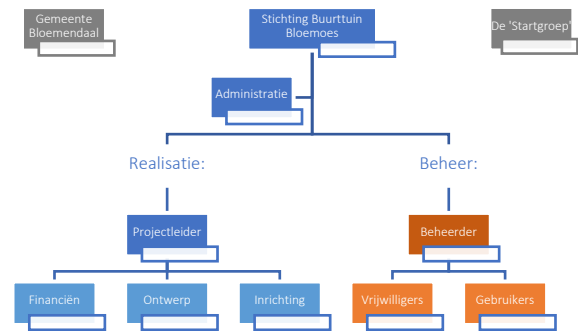 Gemeente
Bloemendaal
Stichting Buurttuin
Bloemoes
De 'Startgroep'
Administratie
Realisatie:
Beheer:
Projectleider
Beheerder
Financiën
Ontwerp
Inrichting
Vrijwilligers
Gebruikers